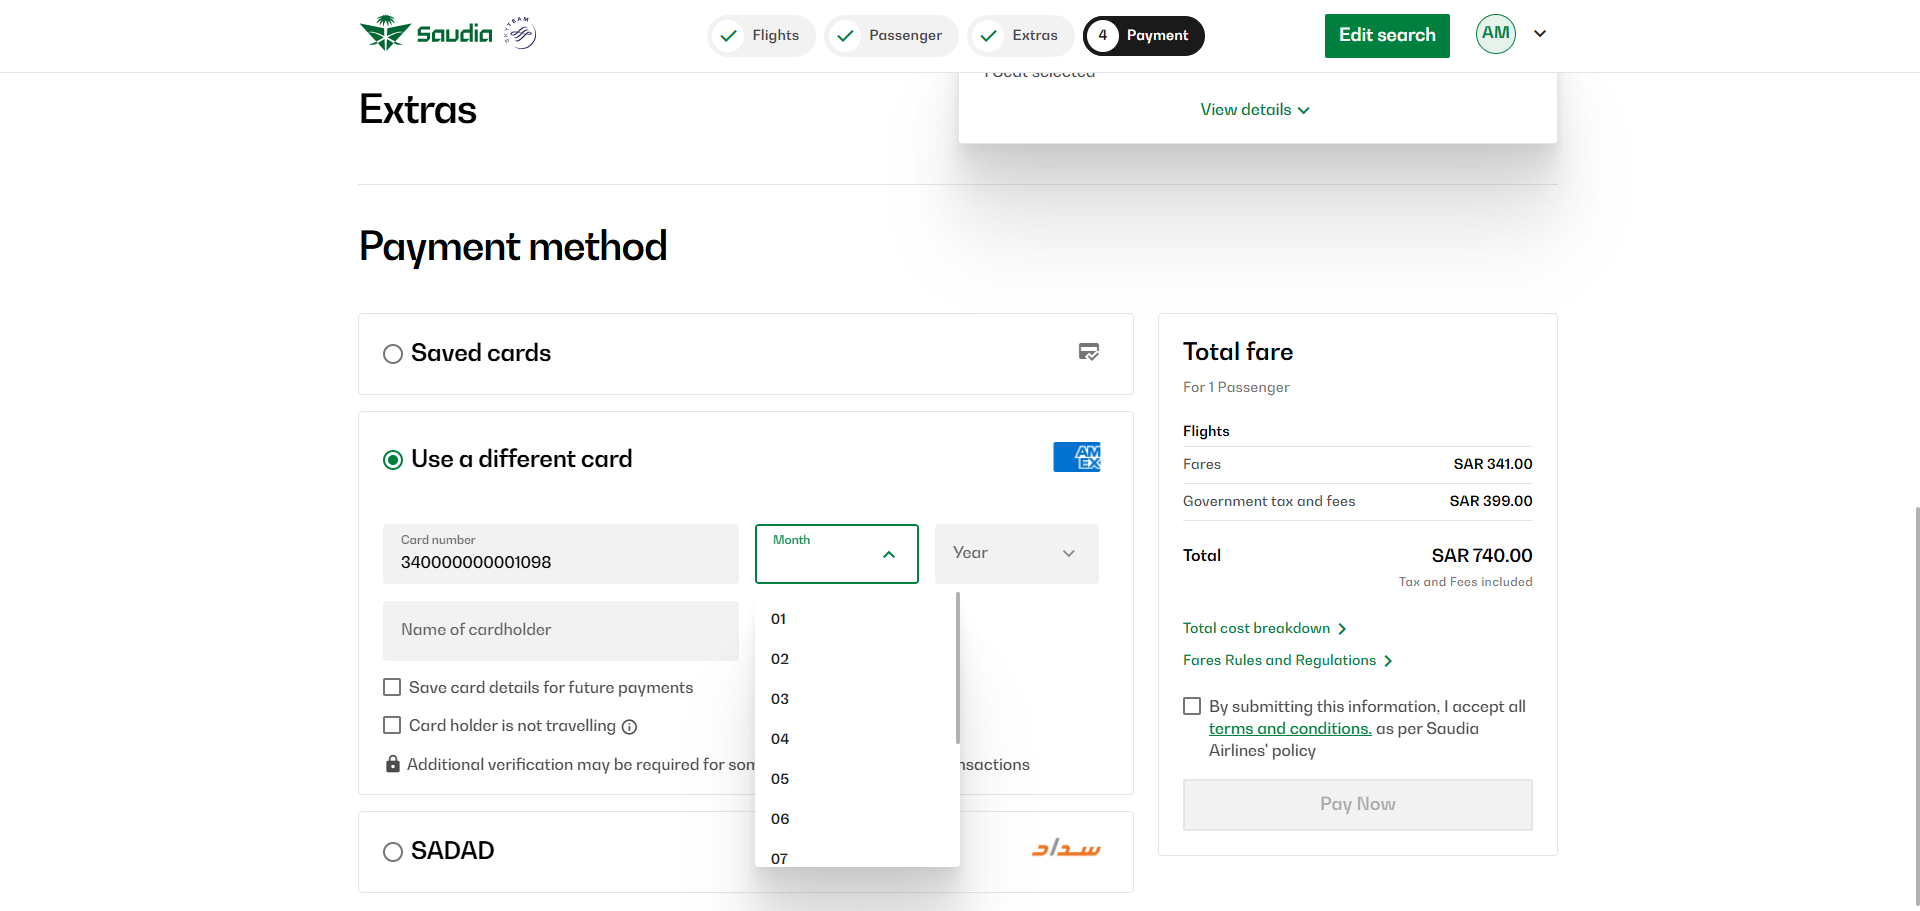 Saudia
SKYTEAM
Flights
Passenger
Extras
4 Payment
Edit search
AM
1 Seat selected
View details
Extras
Payment method
Saved cards
Use a different card
AM
EX
Card number
340000000001098
Month
Year
Name of cardholder
01
02
03
04
05
06
07
Save card details for future payments
Card holder is not travelling
Additional verification may be required for som
nsactions
SADAD
سداد
Total fare
For 1 Passenger
Flights
Fares SAR 341.00
Government tax and fees SAR 399.00
Total SAR 740.00
Tax and Fees included
Total cost breakdown
Fares Rules and Regulations
By submitting this information, I accept all
terms and conditions. as per Saudia
Airlines' policy
Pay Now